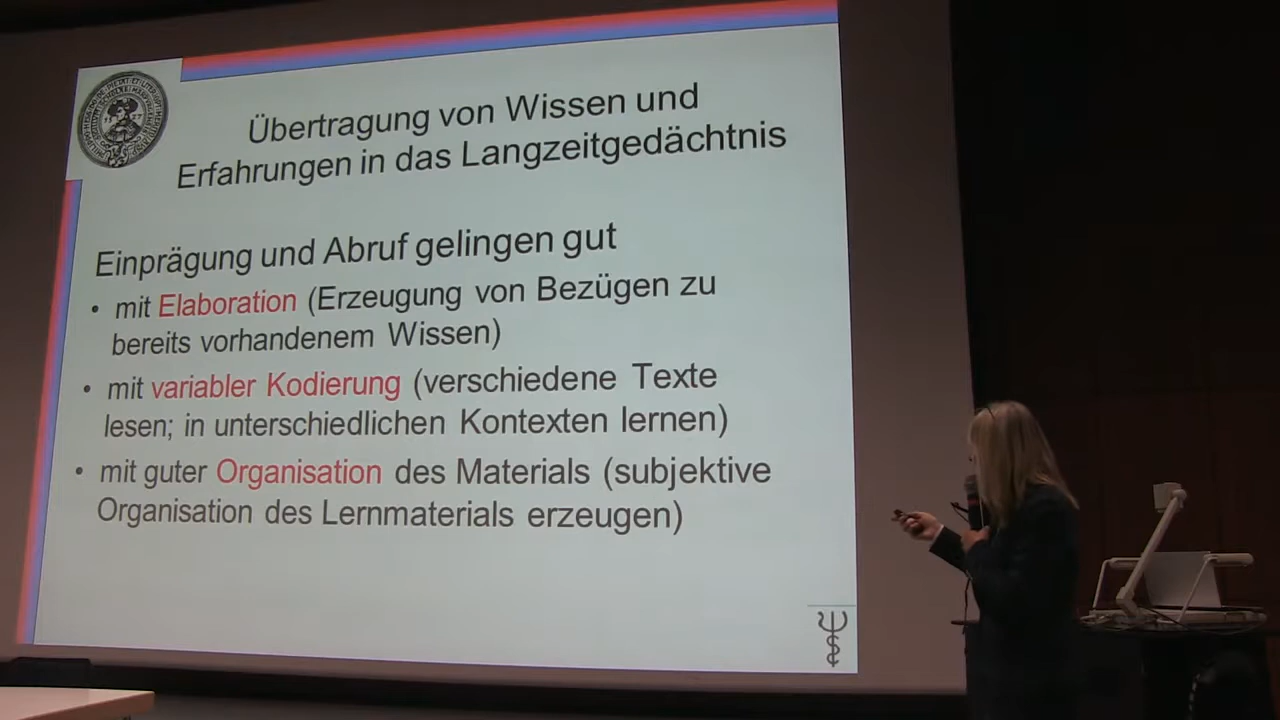 Übertragung von Wissen und
Erfahrungen in das Langzeitgedächtnis
Einprägung und Abruf gelingen gut
• mit Elaboration (Erzeugung von Bezügen zu
bereits vorhandenem Wissen)
• mit variabler Kodierung (verschiedene Texte
lesen; in unterschiedlichen Kontexten lernen)
• mit guter Organisation des Materials (subjektive
Organisation des Lernmaterials erzeugen)